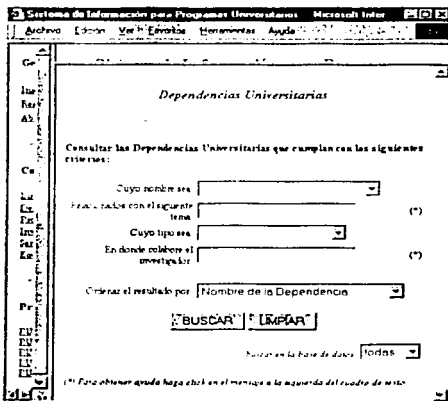 Sistema de Información para Programas Universitarios Microsoft Inter
Archivo Edición Ver Ir Favoritos Herramientas Ayuda
Dependencias Universitarias
Consultar las Dependencias Universitarias que cumplan con los siguientes
criterios:
Cuyo nombre sea
Relacionados con el siguiente
tema
(*)
Cuyo tipo sea
En donde colabore el
investigador
(*)
Ordenar el resultado por Nombre de la Dependencia
BUSCAR LIMPIAR
Buscar en la base de datos Todas
(*) Para obtener ayuda haga click en el mensaje a la izquierda del cuadro de texto